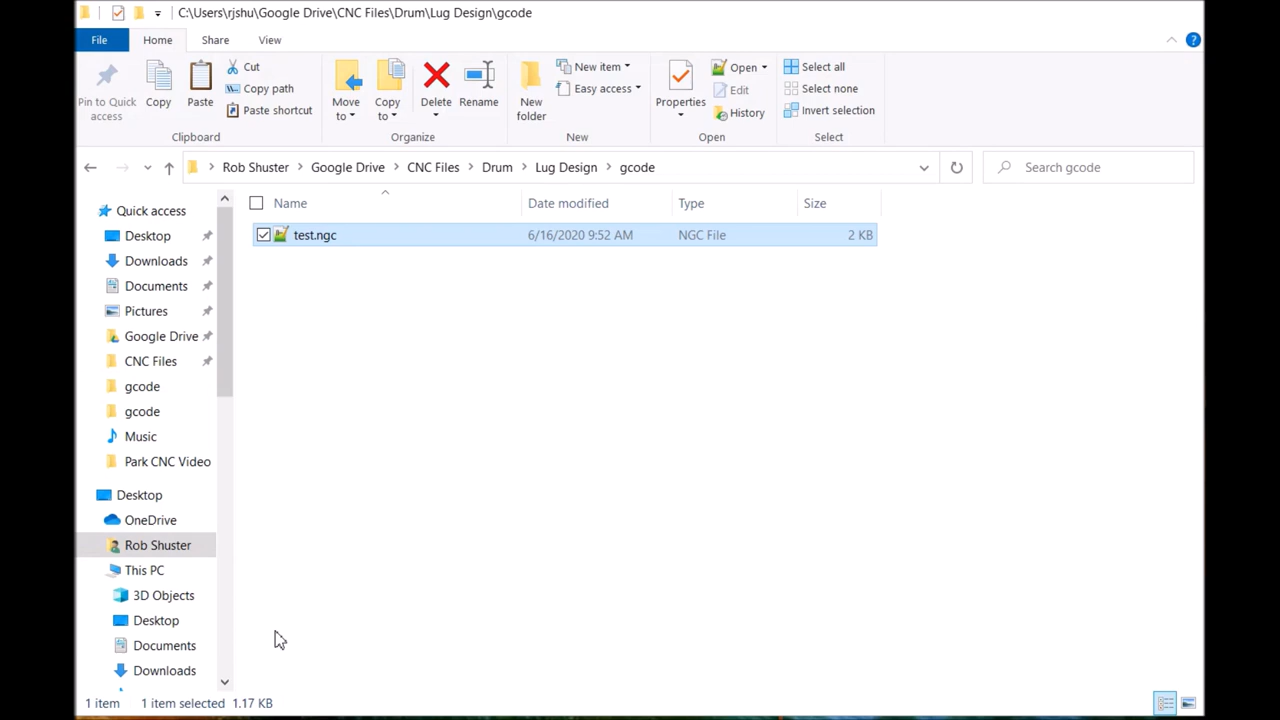 C:\Users\rjshu\Google Drive\CNC Files\Drum\Lug Design\gcode
File Home Share View
Pin to Quick access
Copy
Paste
Cut
Copy path
Paste shortcut
Clipboard
Move to
Copy to
Delete
Rename
Organize
New folder
New item
Easy access
New
Properties
Open
Edit
History
Open
Select all
Select none
Invert selection
Select
Rob Shuster > Google Drive > CNC Files > Drum > Lug Design > gcode
Search gcode
Quick access
Desktop
Downloads
Documents
Pictures
Google Drive
CNC Files
gcode
gcode
Music
Park CNC Video
Desktop
OneDrive
Rob Shuster
This PC
3D Objects
Desktop
Documents
Downloads
Name Date modified Type Size
test.ngc 6/16/2020 9:52 AM NGC File 2 KB
1 item 1 item selected 1.17 KB